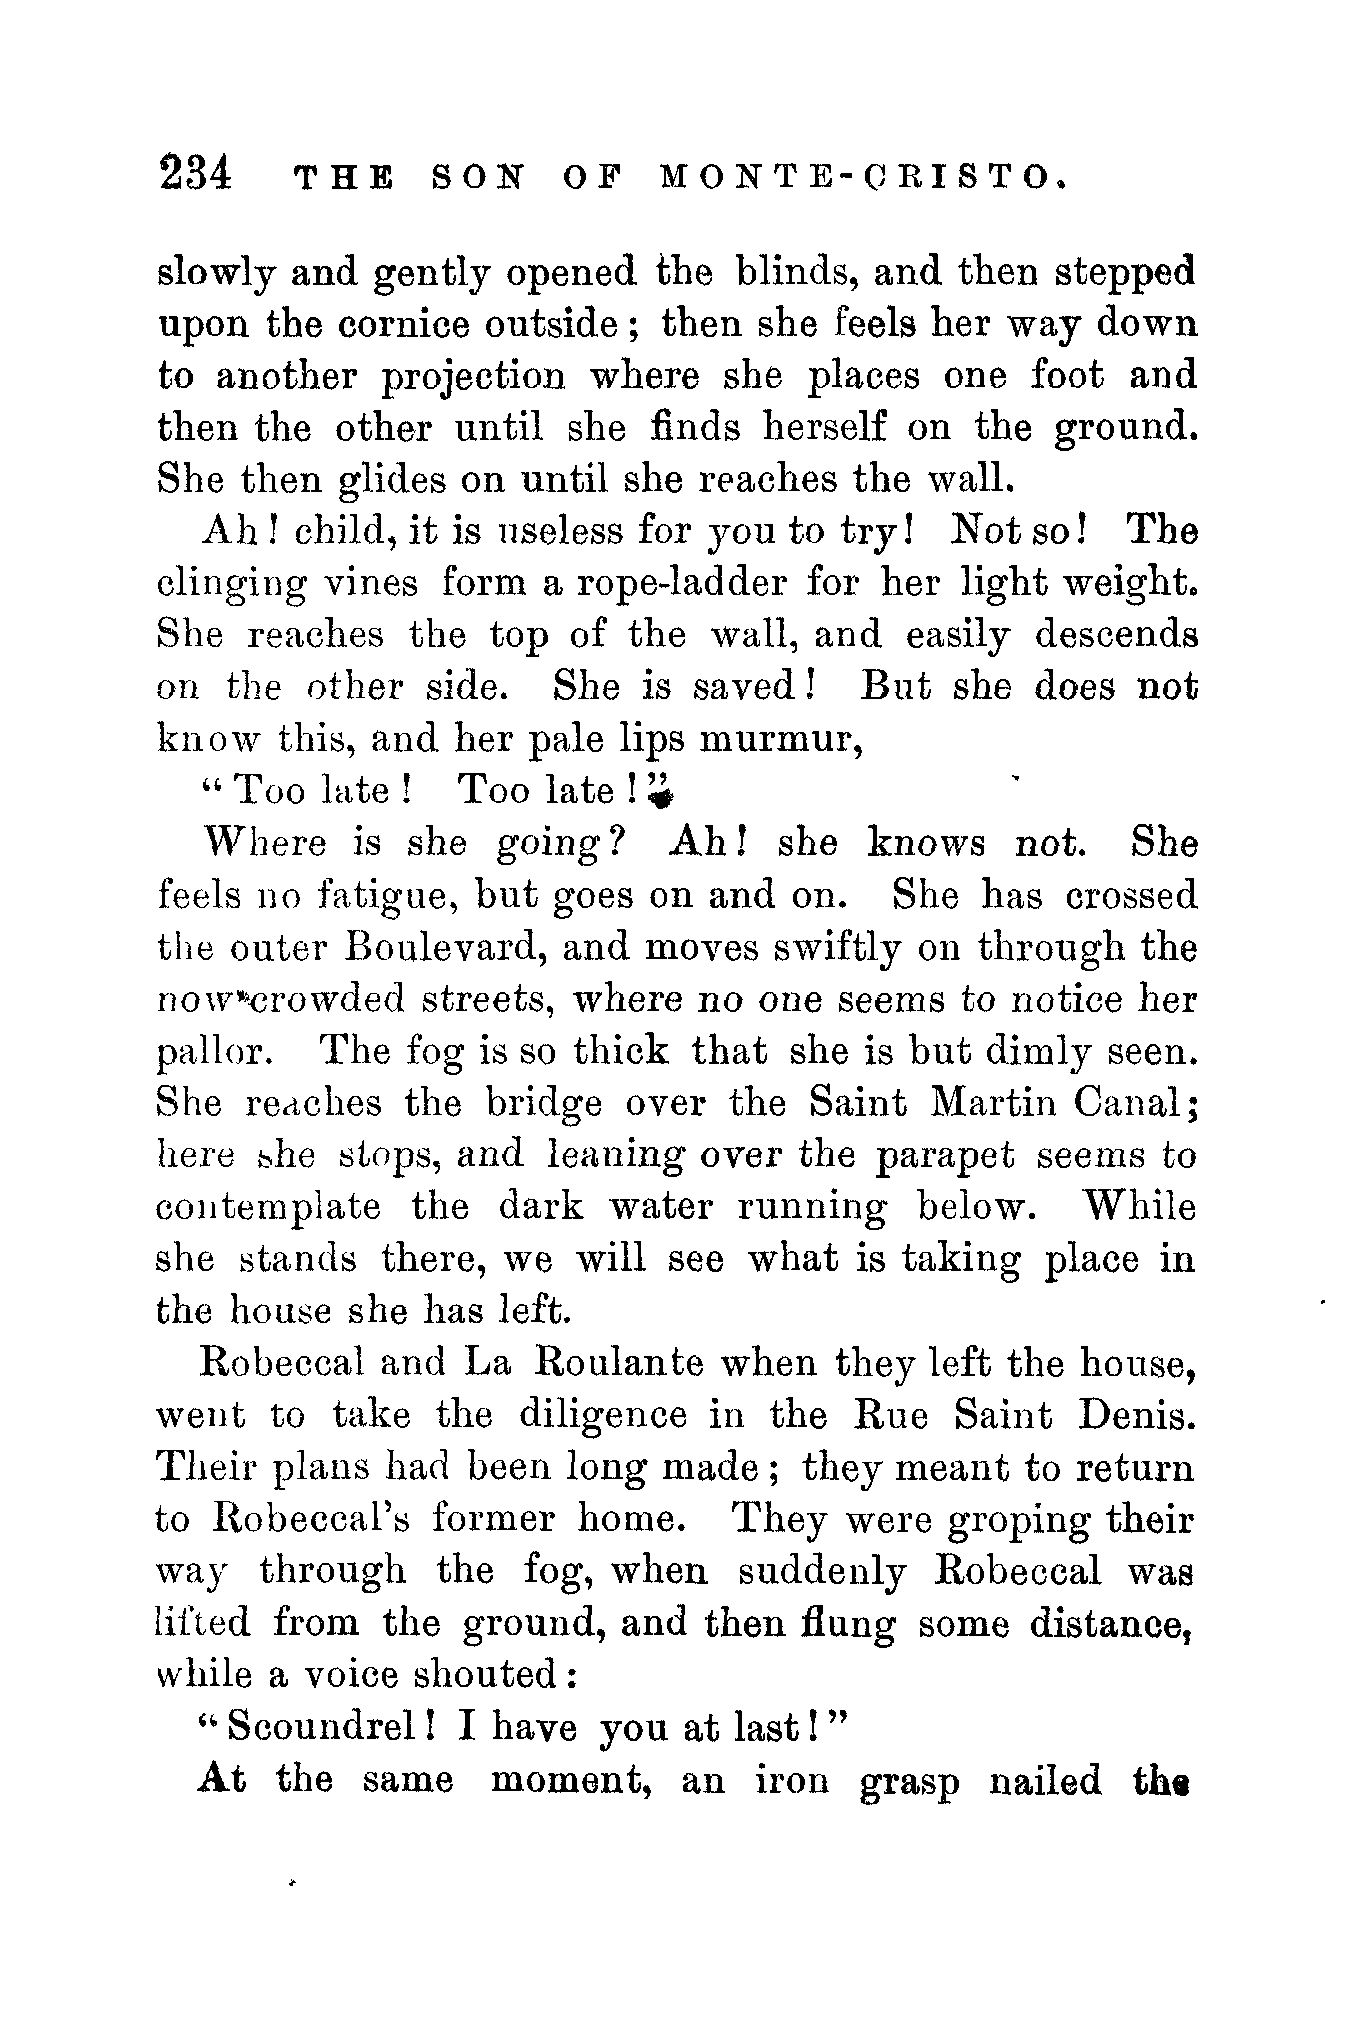 234 THE SON OF MONTE-CRISTO.
slowly and gently opened the blinds, and then stepped
upon the cornice outside; then she feels her way down
to another projection where she places one foot and
then the other until she finds herself on the ground.
She then glides on until she reaches the wall.
Ah! child, it is useless for you to try! Not so! The
clinging vines form a rope-ladder for her light weight.
She reaches the top of the wall, and easily descends
on the other side. She is saved! But she does not
know this, and her pale lips murmur,
“Too late! Too late!”
Where is she going? Ah! she knows not. She
feels no fatigue, but goes on and on. She has crossed
the outer Boulevard, and moves swiftly on through the
now crowded streets, where no one seems to notice her
pallor. The fog is so thick that she is but dimly seen.
She reaches the bridge over the Saint Martin Canal;
here she stops, and leaning over the parapet seems to
contemplate the dark water running below. While
she stands there, we will see what is taking place in
the house she has left.
Robeccal and La Roulante when they left the house,
went to take the diligence in the Rue Saint Denis.
Their plans had been long made; they meant to return
to Robeccal’s former home. They were groping their
way through the fog, when suddenly Robeccal was
lifted from the ground, and then flung some distance,
while a voice shouted:
“Scoundrel! I have you at last!”
At the same moment, an iron grasp nailed the